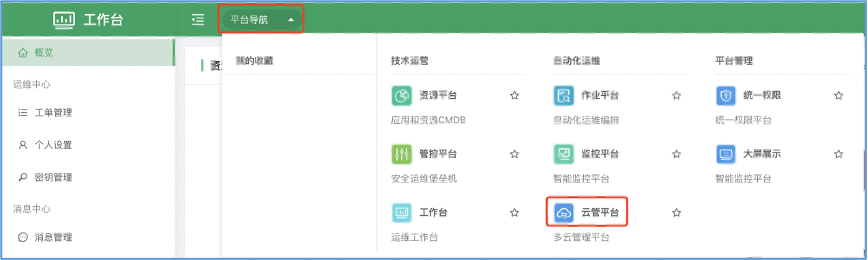 工作台
平台导航
概览
运维中心
工单管理
个人设置
密钥管理
消息中心
消息管理
我的收藏
技术运营
资源平台
应用和资源CMDB
管控平台
安全运维堡垒机
工作台
运维工作台
自动化运维
作业平台
自动化运维编排
监控平台
智能监控平台
云管平台
多云管理平台
平台管理
统一权限
统一权限平台
大屏展示
智能监控平台